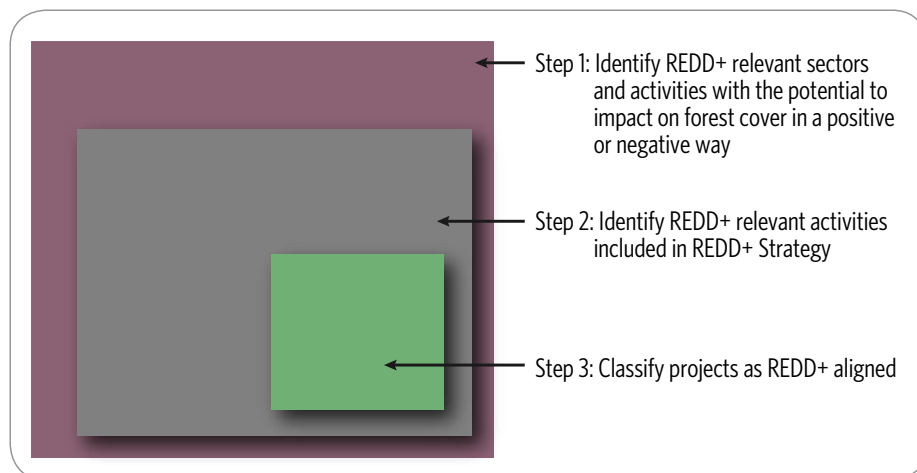 Step 1: Identify REDD+ relevant sectors
and activities with the potential to
impact on forest cover in a positive
or negative way
Step 2: Identify REDD+ relevant activities
included in REDD+ Strategy
Step 3: Classify projects as REDD+ aligned